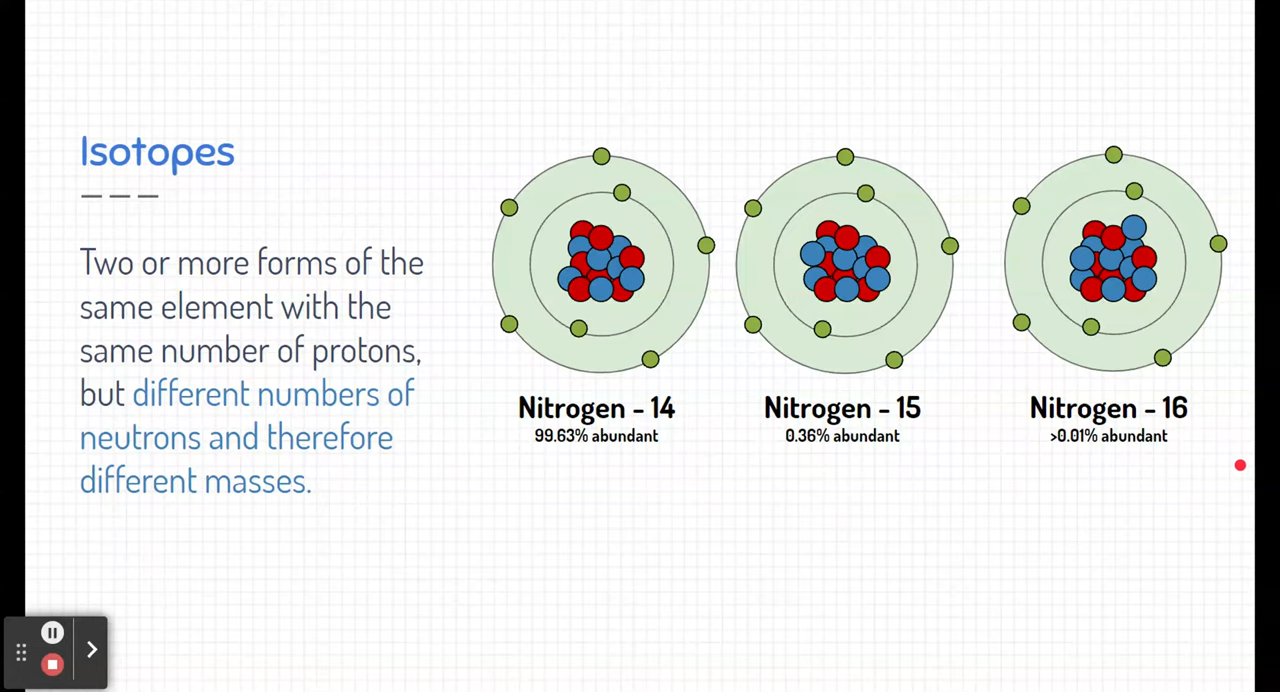 Isotopes
Two or more forms of the
same element with the
same number of protons,
but different numbers of
neutrons and therefore
different masses.
Nitrogen - 14
99.63% abundant
Nitrogen - 15
0.36% abundant
Nitrogen - 16
>0.01% abundant